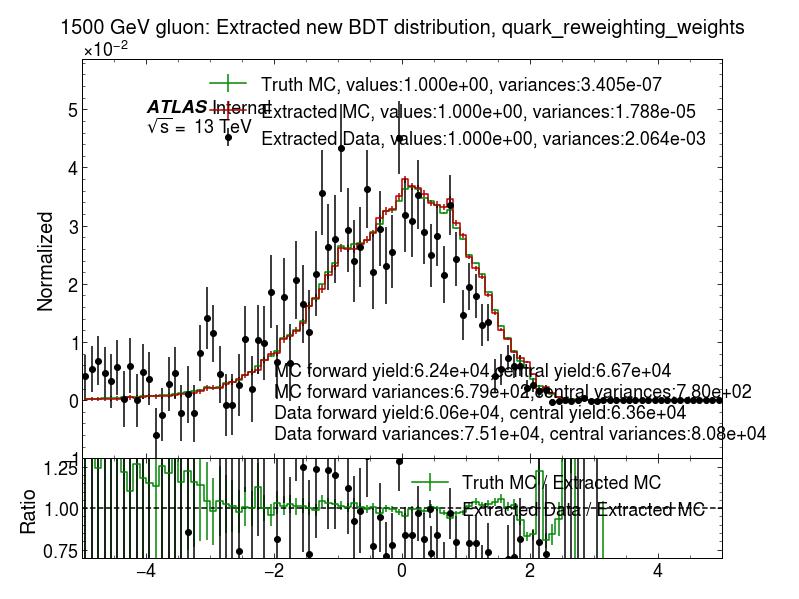 1500 GeV gluon: Extracted new BDT distribution, quark_reweighting_weights
×10⁻²
Truth MC, values:1.000e+00, variances:3.405e-07
ATLAS Internal
Extracted MC, values:1.000e+00, variances:1.788e-05
√s = 13 TeV
Extracted Data, values:1.000e+00, variances:2.064e-03
5
4
3
2
1
0
Normalized
MC forward yield:6.24e+04, central yield:6.67e+04
MC forward variances:6.79e+02, central variances:7.80e+02
Data forward yield:6.06e+04, central yield:6.36e+04
Data forward variances:7.51e+04, central variances:8.08e+04
1.25
1.00
0.75
Ratio
Truth MC / Extracted MC
Extracted Data / Extracted MC
−4 −2 0 2 4